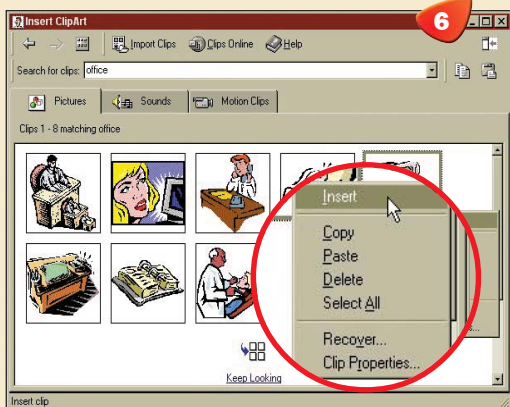 Insert ClipArt
6
Import Clips Clips Online Help
Search for clips: office
Pictures Sounds Motion Clips
Clips 1 - 8 matching office
Insert
Copy
Paste
Delete
Select All
Recover...
Clip Properties...
Keep Looking
Insert clip